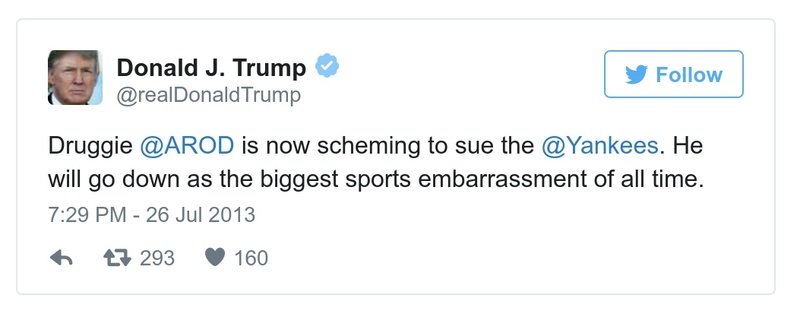 Donald J. Trump
@realDonaldTrump
Follow
Druggie @AROD is now scheming to sue the @Yankees. He
will go down as the biggest sports embarrassment of all time.
7:29 PM - 26 Jul 2013
293 160